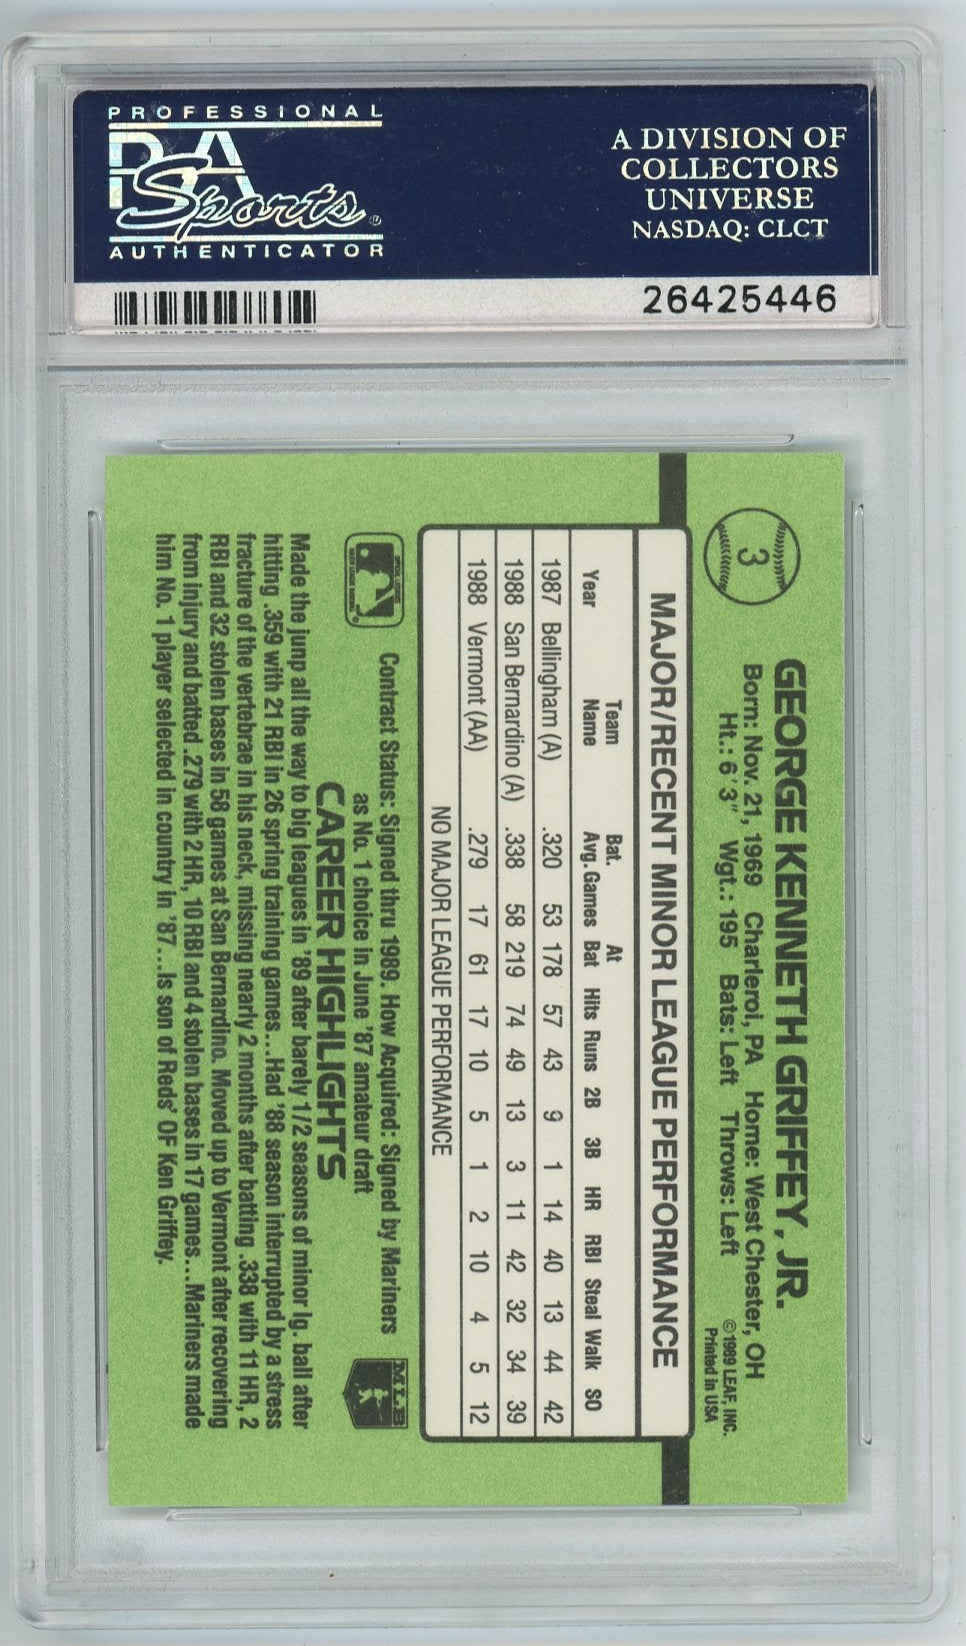 PROFESSIONAL
PSA
Sports
AUTHENTICATOR
A DIVISION OF
COLLECTORS
UNIVERSE
NASDAQ: CLCT
26425446
3
GEORGE KENNETH GRIFFEY, JR.
Born: Nov. 21, 1969 Charleroi, PA Home: West Chester, OH
Ht.: 6'3" Wgt.: 195 Bats: Left Throws: Left
©1989 LEAF, INC.
Printed in USA
MAJOR/RECENT MINOR LEAGUE PERFORMANCE
Year Team Name Bat. Avg. Games At Bat Hits Runs 2B 3B HR RBI Steal Walk SO
1987 Bellingham (A) .320 53 178 57 43 9 1 14 40 13 44 42
1988 San Bernardino (A) .338 58 219 74 49 13 3 11 42 32 34 39
1988 Vermont (AA) .279 17 61 17 10 5 1 2 10 4 5 12
NO MAJOR LEAGUE PERFORMANCE
Contract Status: Signed thru 1989. How Acquired: Signed by Mariners
as No. 1 choice in June '87 amateur draft
MLB
CAREER HIGHLIGHTS
Made the jump all the way to big leagues in '89 after barely 1/2 seasons of minor lg. ball after
hitting .359 with 21 RBI in 26 spring training games...Had '88 season interrupted by a stress
fracture of the vertebrae in his neck, missing nearly 2 months after batting .338 with 11 HR, 2
RBI and 32 stolen bases in 58 games at San Bernardino. Moved up to Vermont after recovering
from injury and batted .279 with 2 HR, 10 RBI and 4 stolen bases in 17 games...Mariners made
him No. 1 player selected in country in '87...Is son of Reds' OF Ken Griffey.